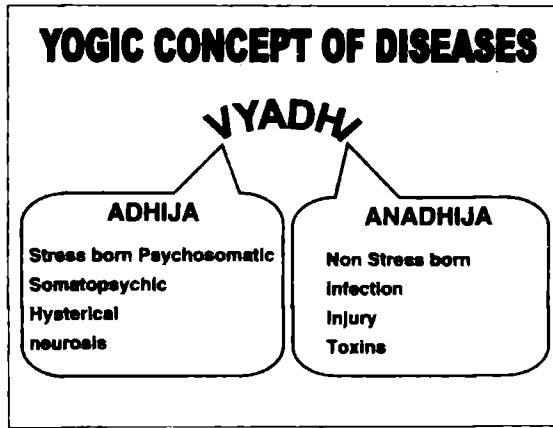 YOGIC CONCEPT OF DISEASES
VYADHI
ADHIJA
Stress born Psychosomatic
Somatopsychic
Hysterical
neurosis
ANADHIJA
Non Stress born
infection
Injury
Toxins